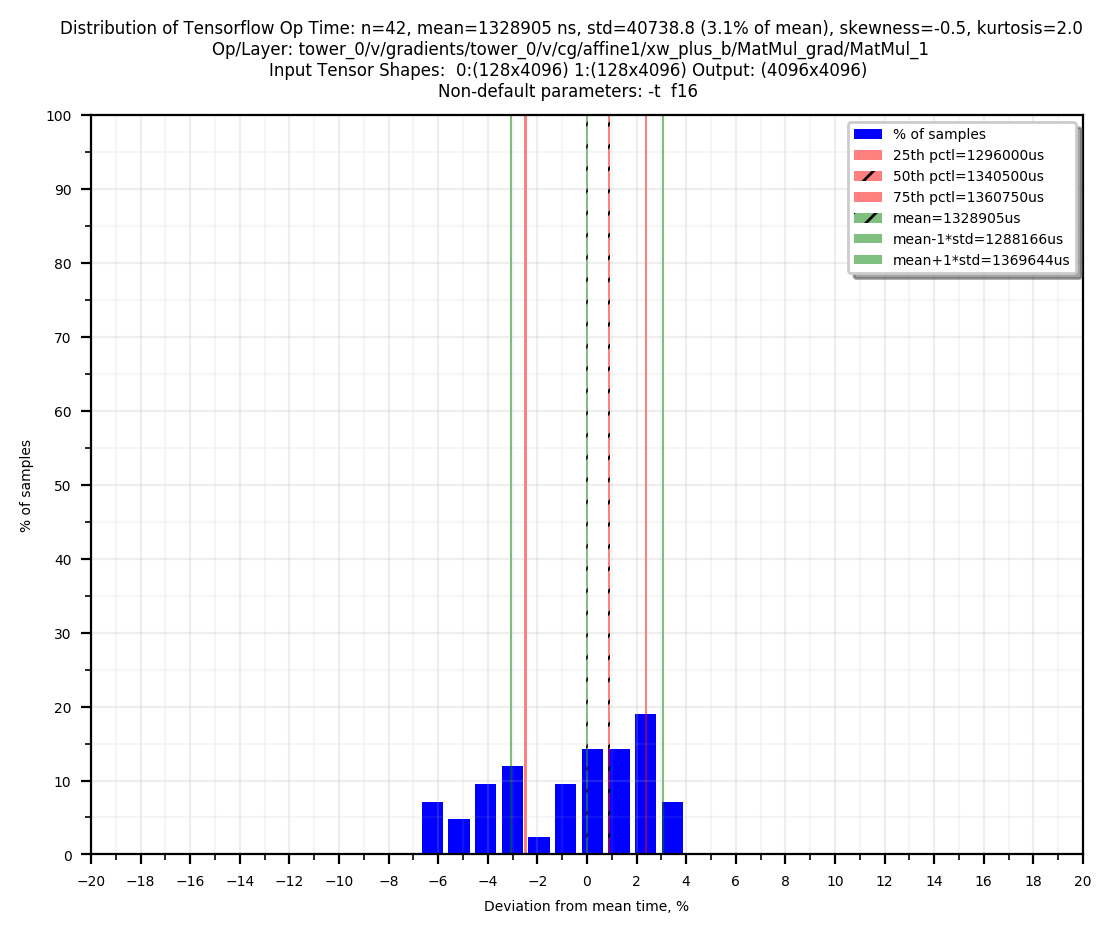 Distribution of Tensorflow Op Time: n=42, mean=1328905 ns, std=40738.8 (3.1% of mean), skewness=-0.5, kurtosis=2.0
Op/Layer: tower_0/v/gradients/tower_0/v/cg/affine1/xw_plus_b/MatMul_grad/MatMul_1
Input Tensor Shapes:  0:(128x4096) 1:(128x4096) Output: (4096x4096)
Non-default parameters: -t  f16
% of samples
25th pctl=1296000us
50th pctl=1340500us
75th pctl=1360750us
mean=1328905us
mean-1*std=1288166us
mean+1*std=1369644us
100
90
80
70
60
50
40
30
20
10
0
% of samples
−20 −18 −16 −14 −12 −10 −8 −6 −4 −2 0 2 4 6 8 10 12 14 16 18 20
Deviation from mean time, %